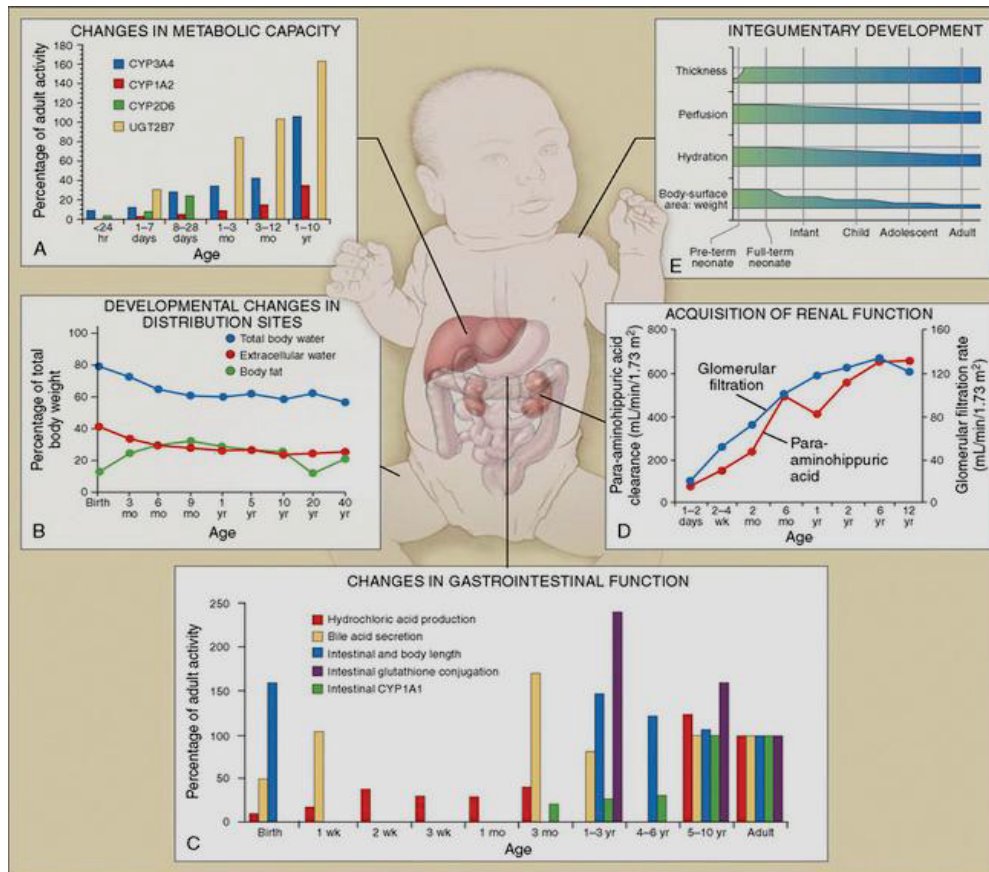 CHANGES IN METABOLIC CAPACITY
Percentage of adult activity
180
160
140
120
100
80
60
40
20
0
CYP3A4
CYP1A2
CYP2D6
UGT2B7
<24 1–7 8–28 1–3 3–12 1–10
hr days days mo mo yr
Age
A
INTEGUMENTARY DEVELOPMENT
Thickness
Perfusion
Hydration
Body-surface
area: weight
Infant Child Adolescent Adult
Pre-term Full-term
neonate neonate
E
DEVELOPMENTAL CHANGES IN
DISTRIBUTION SITES
Percentage of total
body weight
100
80
60
40
20
0
Total body water
Extracellular water
Body fat
Birth 3 6 9 1 5 10 20 40
mo mo mo yr yr yr yr yr
Age
B
ACQUISITION OF RENAL FUNCTION
Para-aminohippuric acid
clearance (mL/min/1.73 m²)
800
600
400
200
0
Glomerular
filtration
Para-
aminohippuric
acid
160
120
80
40
0
Glomerular filtration rate
(mL/min/1.73 m²)
1–2 2–4 2 6 1 2 6 12
days wk mo mo yr yr yr yr
Age
D
CHANGES IN GASTROINTESTINAL FUNCTION
Percentage of adult activity
250
200
150
100
50
0
Hydrochloric acid production
Bile acid secretion
Intestinal and body length
Intestinal glutathione conjugation
Intestinal CYP1A1
Birth 1 wk 2 wk 3 wk 1 mo 3 mo 1–3 yr 4–6 yr 5–10 yr Adult
Age
C